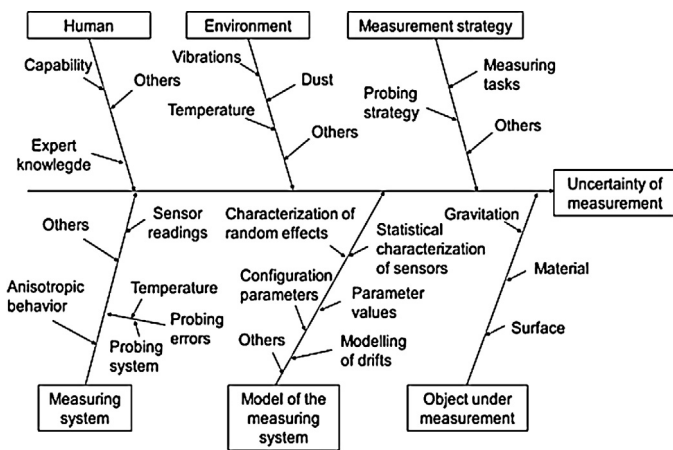 Human
Environment
Measurement strategy
Capability
Others
Expert
knowlegde
Vibrations
Dust
Temperature
Others
Measuring
tasks
Probing
strategy
Others
Uncertainty of
measurement
Others
Sensor
readings
Anisotropic
behavior
Temperature
Probing
errors
Probing
system
Characterization of
random effects
Statistical
characterization
of sensors
Configuration
parameters
Parameter
values
Others
Modelling
of drifts
Gravitation
Material
Surface
Measuring
system
Model of the
measuring
system
Object under
measurement